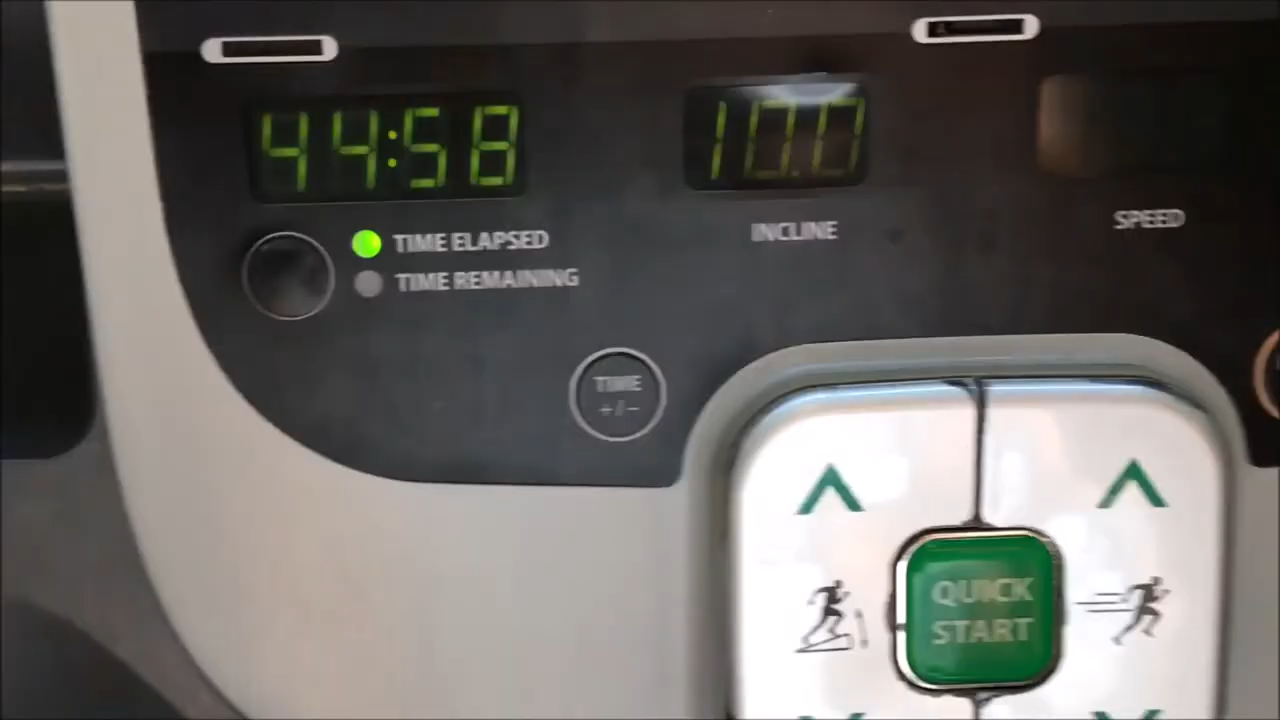 44:58
10.0
TIME ELAPSED
TIME REMAINING
INCLINE
SPEED
TIME
+/-
QUICK
START